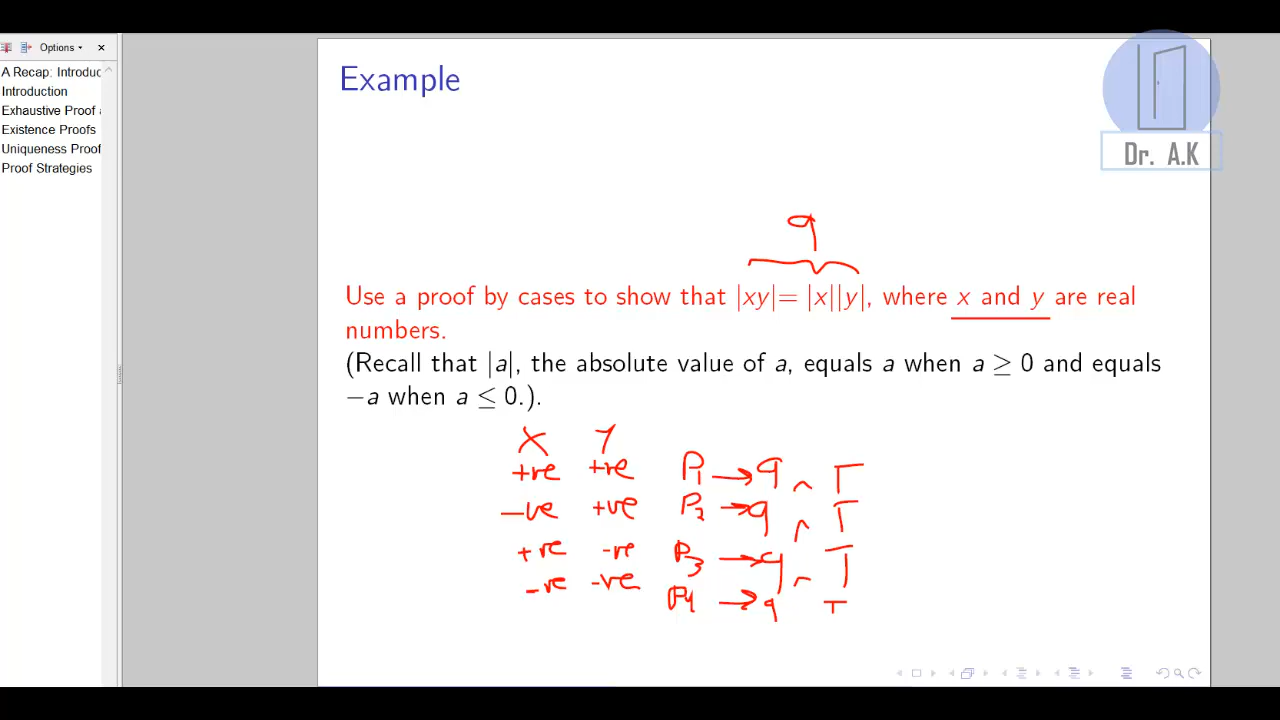 Options
A Recap: Introduc
Introduction
Exhaustive Proof a
Existence Proofs
Uniqueness Proof
Proof Strategies
Example
Dr. A.K
q
Use a proof by cases to show that |xy|= |x||y|, where x and y are real
numbers.
(Recall that |a|, the absolute value of a, equals a when a ≥ 0 and equals
−a when a ≤ 0.).
X Y
+ve +ve P1 → q ^ T
−ve +ve P2 → q ^ T
+ve -ve P3 → q ^ T
-ve -ve P4 → q T